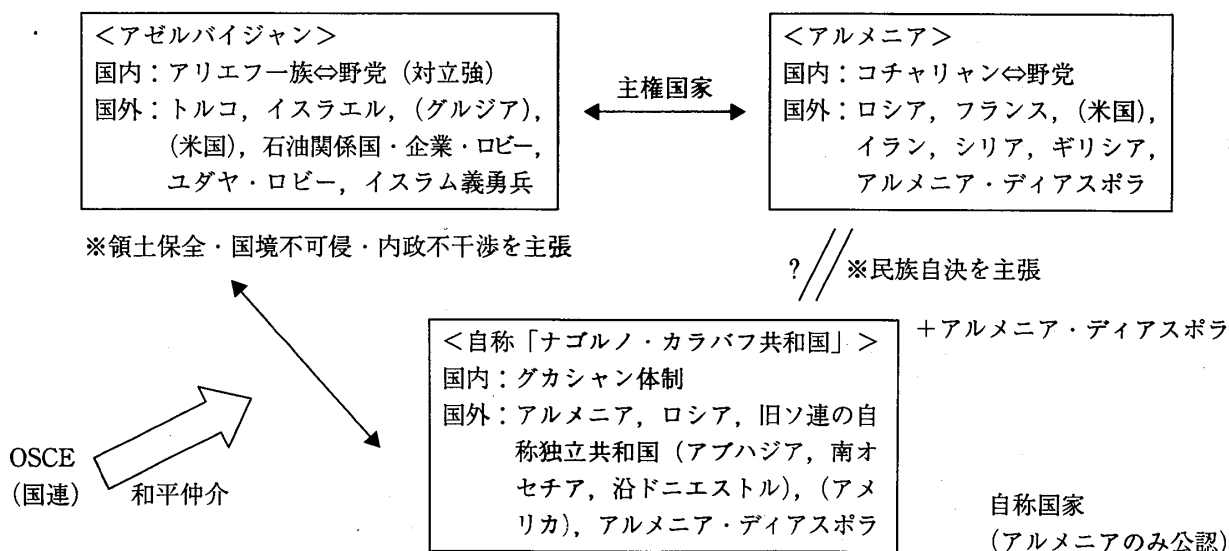 ＜アゼルバイジャン＞
国内：アリエフ一族⇔野党（対立強）
国外：トルコ，イスラエル，（グルジア），
（米国），石油関係国・企業・ロビー，
ユダヤ・ロビー，イスラム義勇兵
主権国家
＜アルメニア＞
国内：コチャリャン⇔野党
国外：ロシア，フランス，（米国），
イラン，シリア，ギリシア，
アルメニア・ディアスポラ
※領土保全・国境不可侵・内政不干渉を主張
？
※民族自決を主張
＜自称「ナゴルノ・カラバフ共和国」＞
国内：グカシャン体制
国外：アルメニア，ロシア，旧ソ連の自
称独立共和国（アブハジア，南オ
セチア，沿ドニエストル），（アメ
リカ），アルメニア・ディアスポラ
＋アルメニア・ディアスポラ
OSCE
（国連）
和平仲介
自称国家
（アルメニアのみ公認）